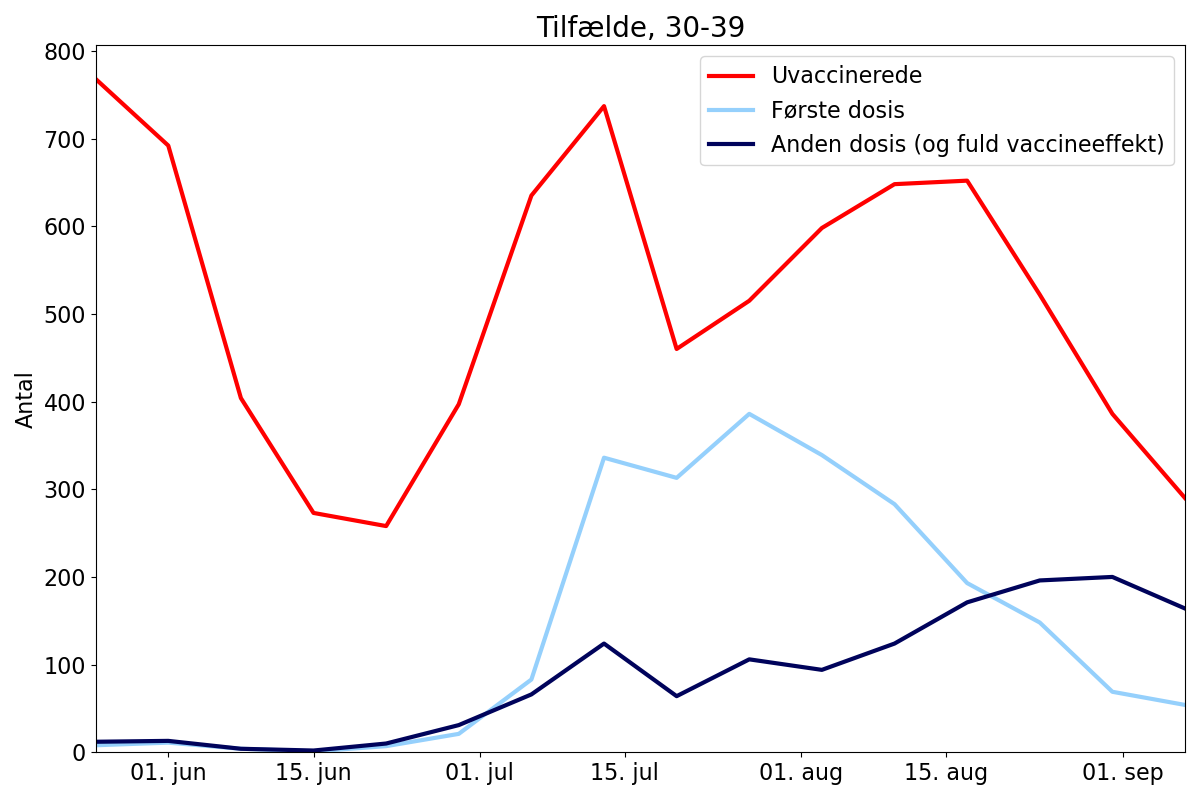 Tilfælde, 30-39
Uvaccinerede
Første dosis
Anden dosis (og fuld vaccineeffekt)
Antal
800
700
600
500
400
300
200
100
0
01. jun
15. jun
01. jul
15. jul
01. aug
15. aug
01. sep